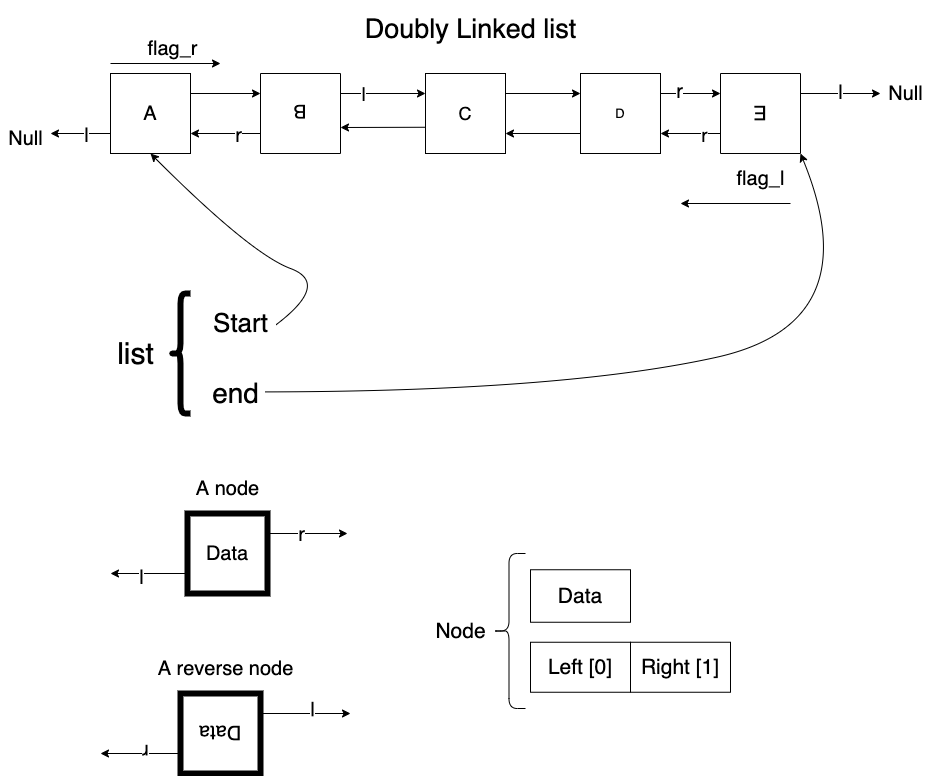 Doubly Linked list
flag_r
A
B
l
C
D
r
E
l
Null
Null
l
r
r
flag_l
Start
list
end
A node
Data
r
l
Node
Data
Left [0]
Right [1]
A reverse node
Data
l
r